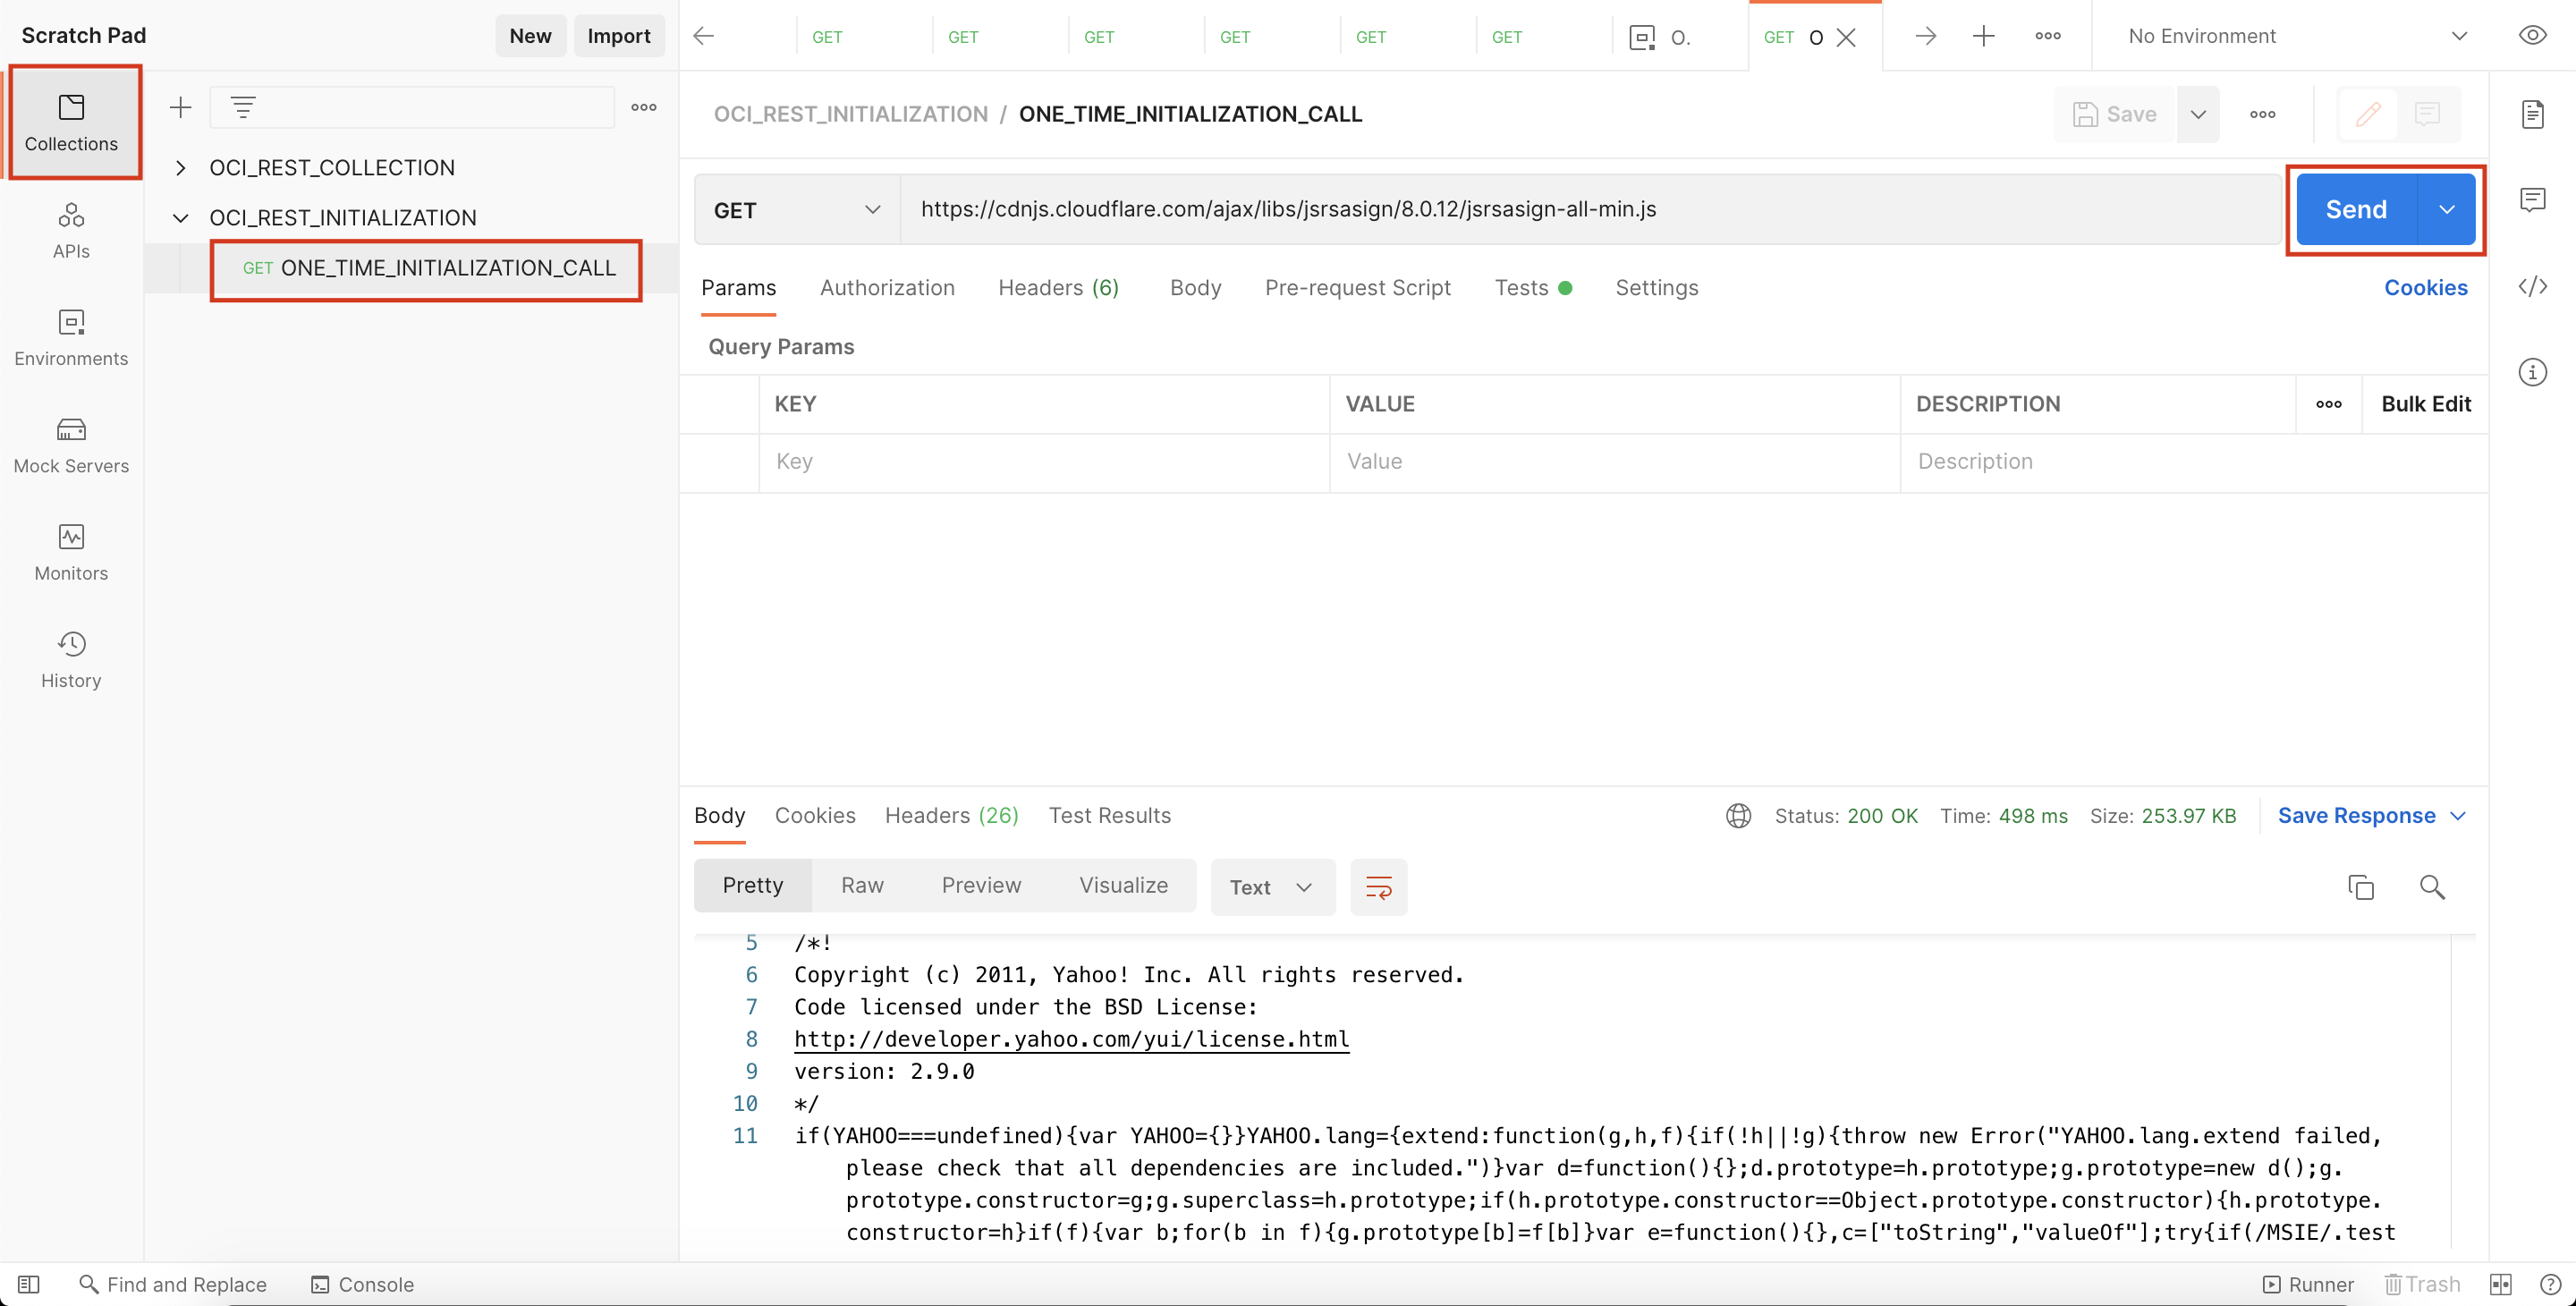 Scratch Pad
New
Import
GET
GET
GET
GET
GET
GET
O.
GET O
No Environment
Collections
APIs
Environments
Mock Servers
Monitors
History
OCI_REST_COLLECTION
OCI_REST_INITIALIZATION
GET ONE_TIME_INITIALIZATION_CALL
OCI_REST_INITIALIZATION / ONE_TIME_INITIALIZATION_CALL
Save
GET
https://cdnjs.cloudflare.com/ajax/libs/jsrsasign/8.0.12/jsrsasign-all-min.js
Send
Params
Authorization
Headers (6)
Body
Pre-request Script
Tests
Settings
Cookies
Query Params
KEY
VALUE
DESCRIPTION
Bulk Edit
Key
Value
Description
Body
Cookies
Headers (26)
Test Results
Status: 200 OK
Time: 498 ms
Size: 253.97 KB
Save Response
Pretty
Raw
Preview
Visualize
Text
5 /*!
6 Copyright (c) 2011, Yahoo! Inc. All rights reserved.
7 Code licensed under the BSD License:
8 http://developer.yahoo.com/yui/license.html
9 version: 2.9.0
10 */
11 if(YAHOO===undefined){var YAHOO={}}YAHOO.lang={extend:function(g,h,f){if(!h||!g){throw new Error("YAHOO.lang.extend failed,
please check that all dependencies are included.")}var d=function(){};d.prototype=h.prototype;g.prototype=new d();g.
prototype.constructor=g;g.superclass=h.prototype;if(h.prototype.constructor==Object.prototype.constructor){h.prototype.
constructor=h}if(f){var b;for(b in f){g.prototype[b]=f[b]}var e=function(){},c=["toString","valueOf"];try{if(/MSIE/.test
Find and Replace
Console
Runner
Trash